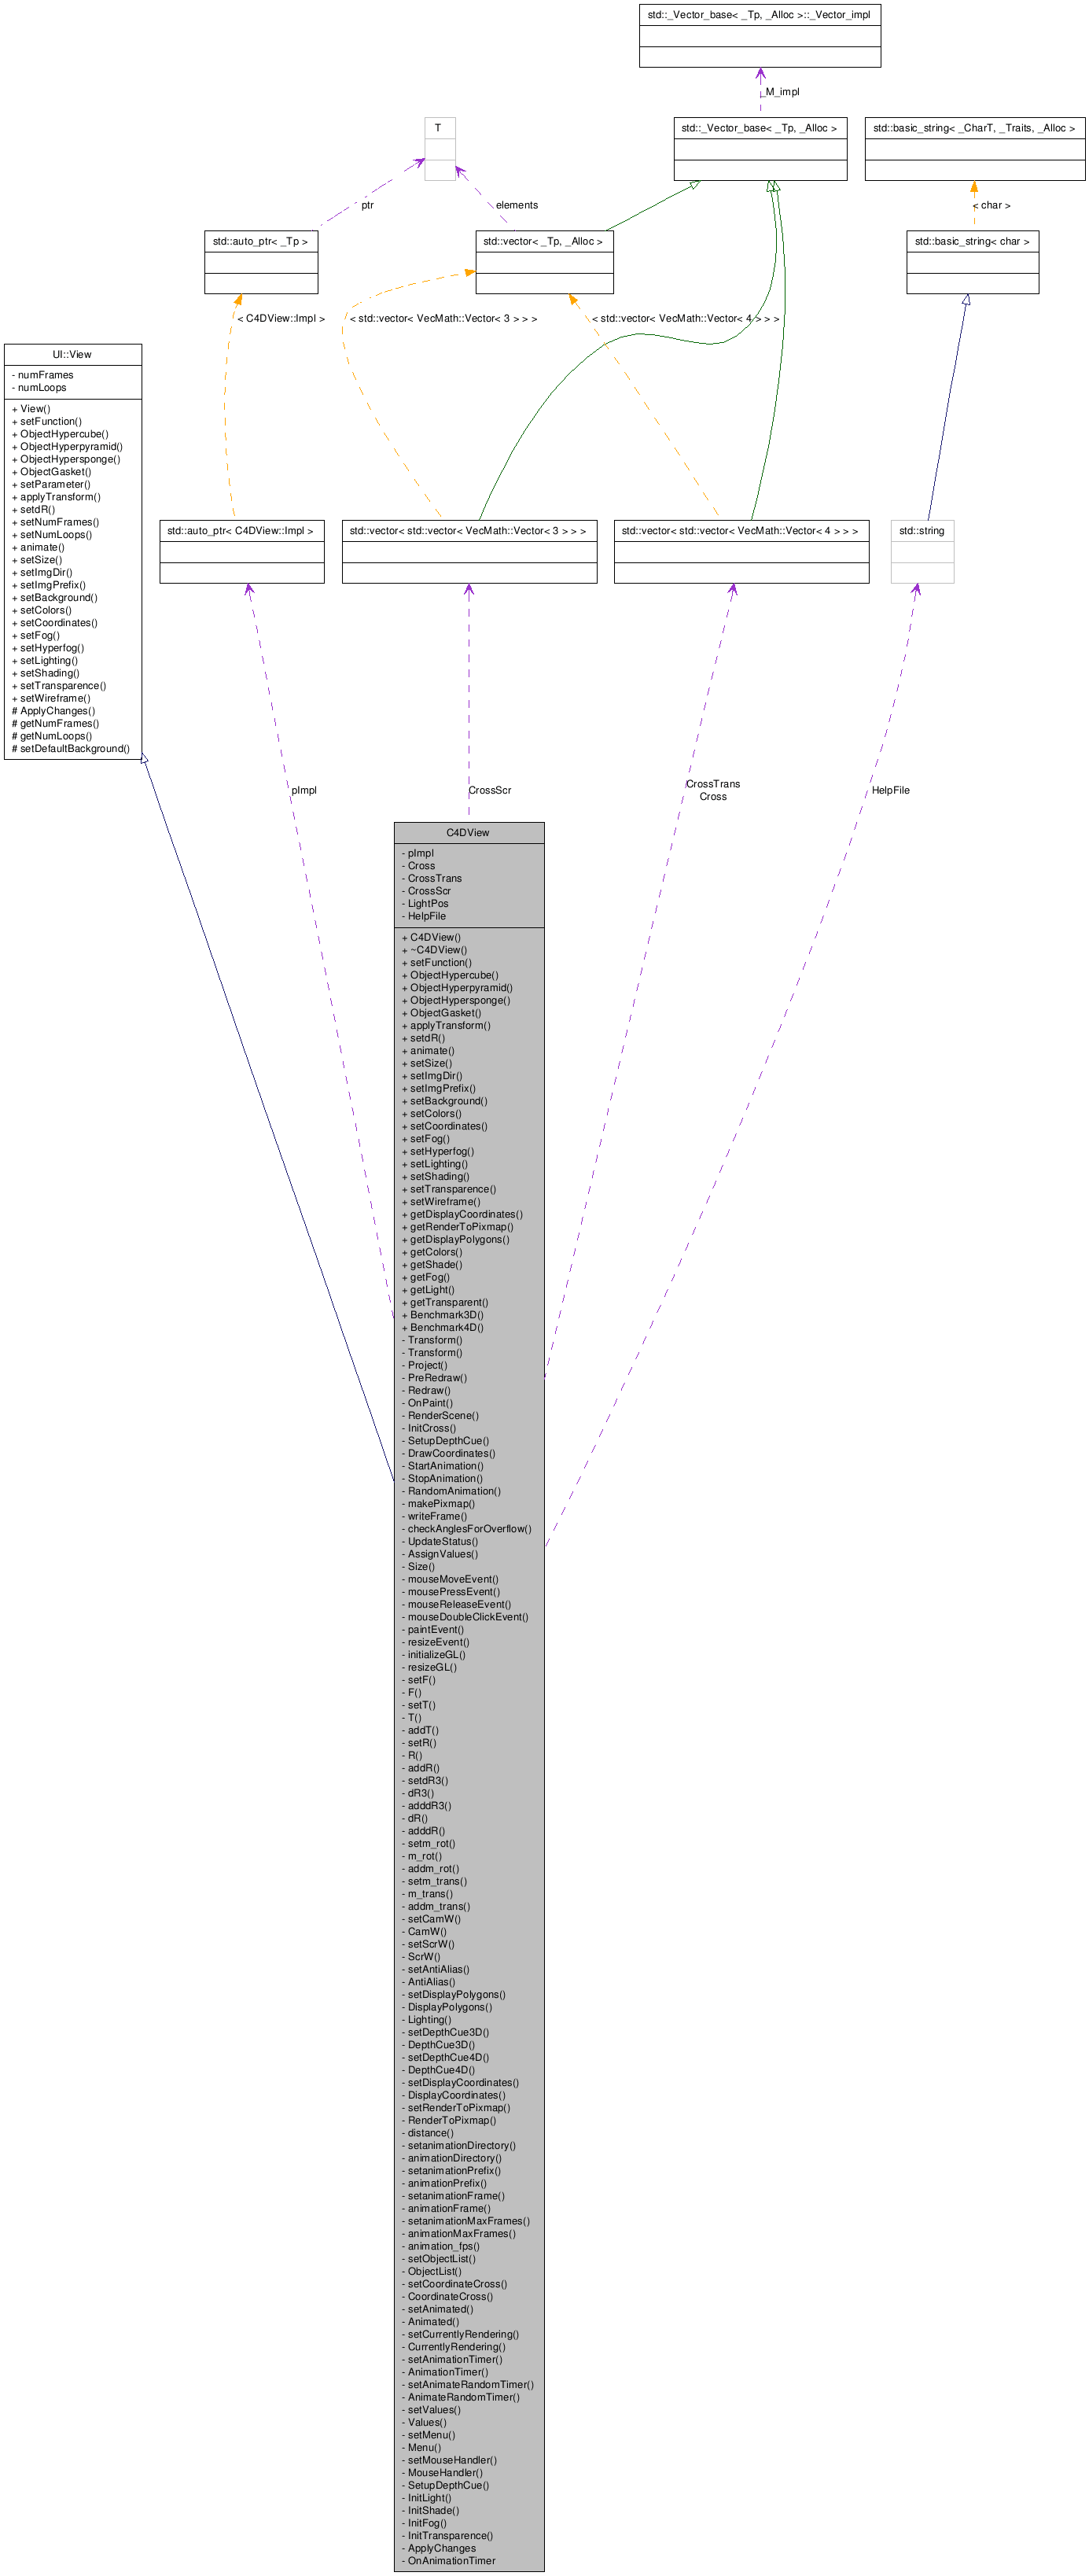 std::_Vector_base< _Tp, _Alloc >::_Vector_impl
_M_impl
T
std::_Vector_base< _Tp, _Alloc >
std::basic_string< _CharT, _Traits, _Alloc >
ptr
elements
< char >
std::auto_ptr< _Tp >
std::vector< _Tp, _Alloc >
std::basic_string< char >
< C4DView::Impl >
< std::vector< VecMath::Vector< 3 > > >
< std::vector< VecMath::Vector< 4 > > >
UI::View
- numFrames
- numLoops
+ View()
+ setFunction()
+ ObjectHypercube()
+ ObjectHyperpyramid()
+ ObjectHypersponge()
+ ObjectGasket()
+ setParameter()
+ applyTransform()
+ setdR()
+ setNumFrames()
+ setNumLoops()
+ animate()
+ setSize()
+ setImgDir()
+ setImgPrefix()
+ setBackground()
+ setColors()
+ setCoordinates()
+ setFog()
+ setHyperfog()
+ setLighting()
+ setShading()
+ setTransparence()
+ setWireframe()
# ApplyChanges()
# getNumFrames()
# getNumLoops()
# setDefaultBackground()
std::auto_ptr< C4DView::Impl >
std::vector< std::vector< VecMath::Vector< 3 > > >
std::vector< std::vector< VecMath::Vector< 4 > > >
std::string
pImpl
CrossScr
CrossTrans
Cross
HelpFile
C4DView
- pImpl
- Cross
- CrossTrans
- CrossScr
- LightPos
- HelpFile
+ C4DView()
+ ~C4DView()
+ setFunction()
+ ObjectHypercube()
+ ObjectHyperpyramid()
+ ObjectHypersponge()
+ ObjectGasket()
+ applyTransform()
+ setdR()
+ animate()
+ setSize()
+ setImgDir()
+ setImgPrefix()
+ setBackground()
+ setColors()
+ setCoordinates()
+ setFog()
+ setHyperfog()
+ setLighting()
+ setShading()
+ setTransparence()
+ setWireframe()
+ getDisplayCoordinates()
+ getRenderToPixmap()
+ getDisplayPolygons()
+ getColors()
+ getShade()
+ getFog()
+ getLight()
+ getTransparent()
+ Benchmark3D()
+ Benchmark4D()
- Transform()
- Transform()
- Project()
- PreRedraw()
- Redraw()
- OnPaint()
- RenderScene()
- InitCross()
- SetupDepthCue()
- DrawCoordinates()
- StartAnimation()
- StopAnimation()
- RandomAnimation()
- makePixmap()
- writeFrame()
- checkAnglesForOverflow()
- UpdateStatus()
- AssignValues()
- Size()
- mouseMoveEvent()
- mousePressEvent()
- mouseReleaseEvent()
- mouseDoubleClickEvent()
- paintEvent()
- resizeEvent()
- initializeGL()
- resizeGL()
- setF()
- F()
- setT()
- T()
- addT()
- setR()
- R()
- addR()
- setdR3()
- dR3()
- adddR3()
- dR()
- adddR()
- setm_rot()
- m_rot()
- addm_rot()
- setm_trans()
- m_trans()
- addm_trans()
- setCamW()
- CamW()
- setScrW()
- ScrW()
- setAntiAlias()
- AntiAlias()
- setDisplayPolygons()
- DisplayPolygons()
- Lighting()
- setDepthCue3D()
- DepthCue3D()
- setDepthCue4D()
- DepthCue4D()
- setDisplayCoordinates()
- DisplayCoordinates()
- setRenderToPixmap()
- RenderToPixmap()
- distance()
- setanimationDirectory()
- animationDirectory()
- setanimationPrefix()
- animationPrefix()
- setanimationFrame()
- animationFrame()
- setanimationMaxFrames()
- animationMaxFrames()
- animation_fps()
- setObjectList()
- ObjectList()
- setCoordinateCross()
- CoordinateCross()
- setAnimated()
- Animated()
- setCurrentlyRendering()
- CurrentlyRendering()
- setAnimationTimer()
- AnimationTimer()
- setAnimateRandomTimer()
- AnimateRandomTimer()
- setValues()
- Values()
- setMenu()
- Menu()
- setMouseHandler()
- MouseHandler()
- SetupDepthCue()
- InitLight()
- InitShade()
- InitFog()
- InitTransparence()
- ApplyChanges
- OnAnimationTimer